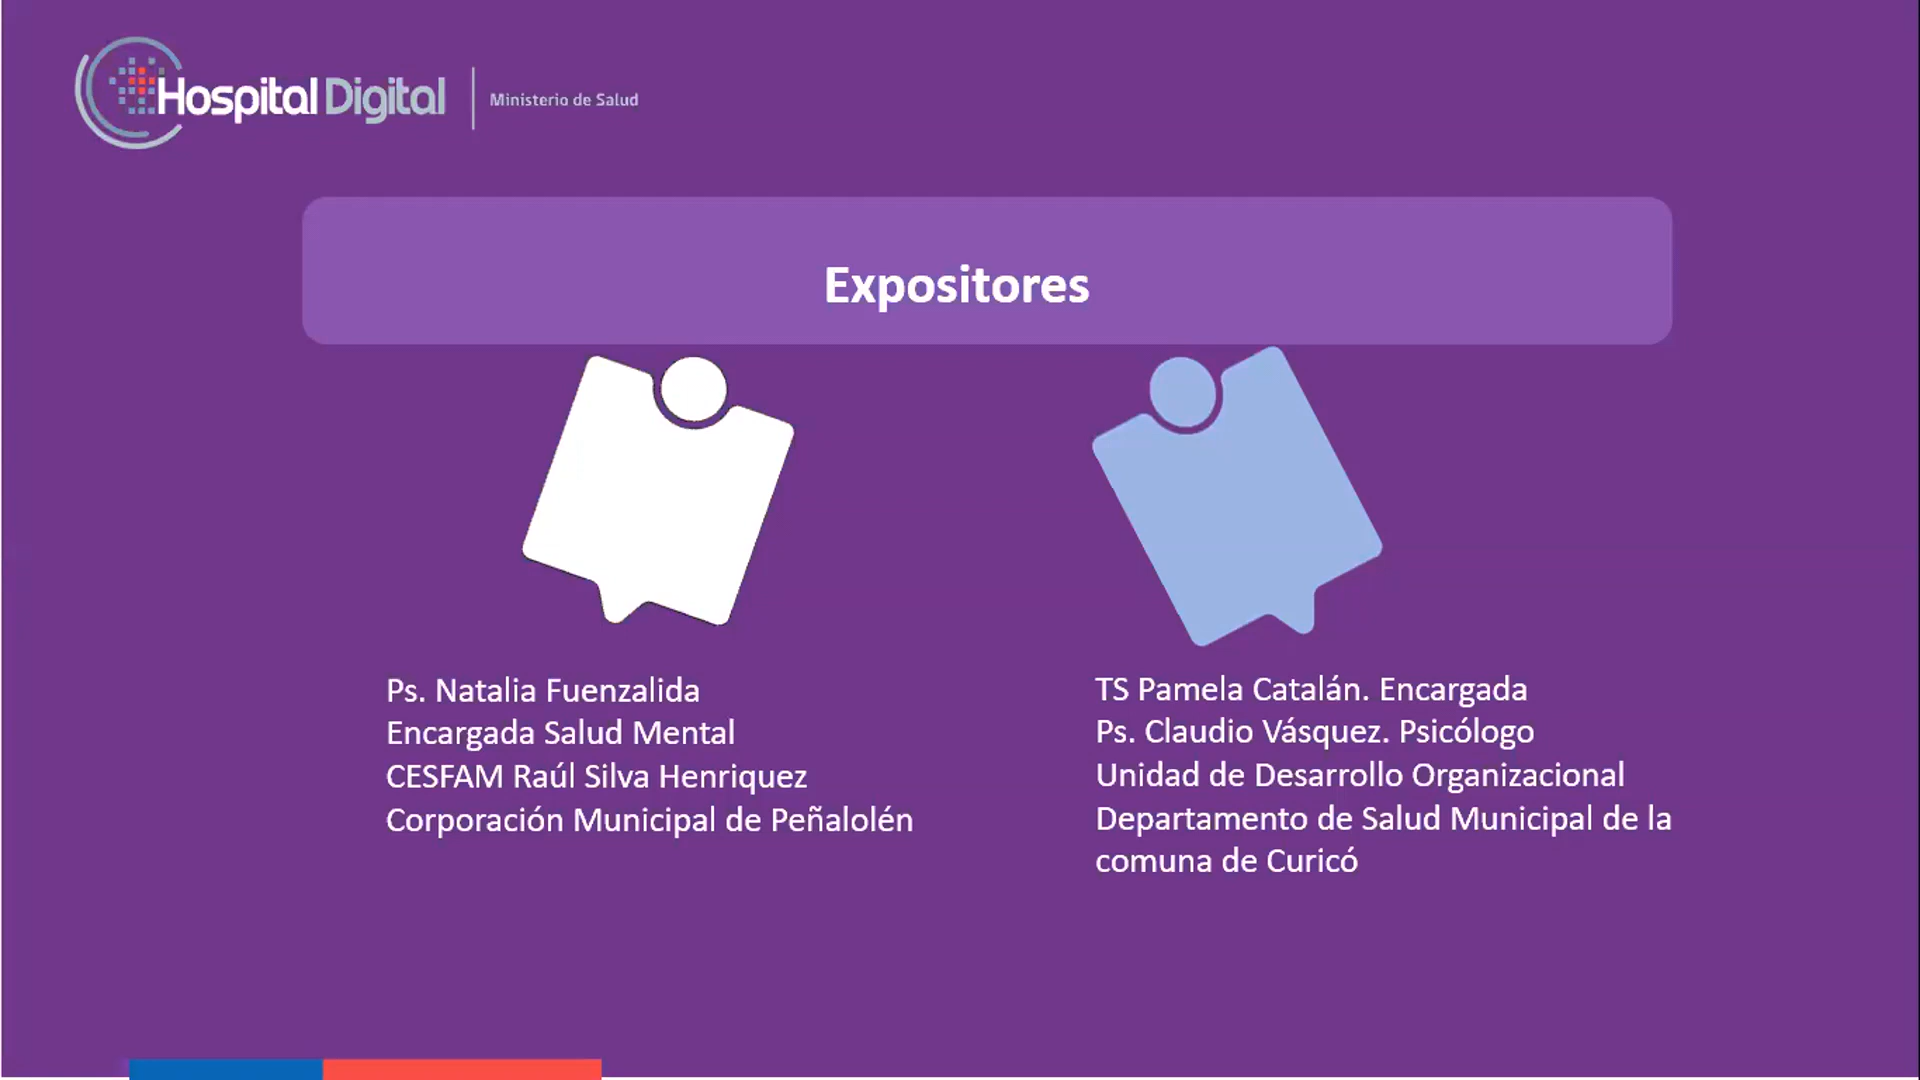 Hospital Digital
Ministerio de Salud
Expositores
Ps. Natalia Fuenzalida
Encargada Salud Mental
CESFAM Raúl Silva Henriquez
Corporación Municipal de Peñalolén
TS Pamela Catalán. Encargada
Ps. Claudio Vásquez. Psicólogo
Unidad de Desarrollo Organizacional
Departamento de Salud Municipal de la
comuna de Curicó